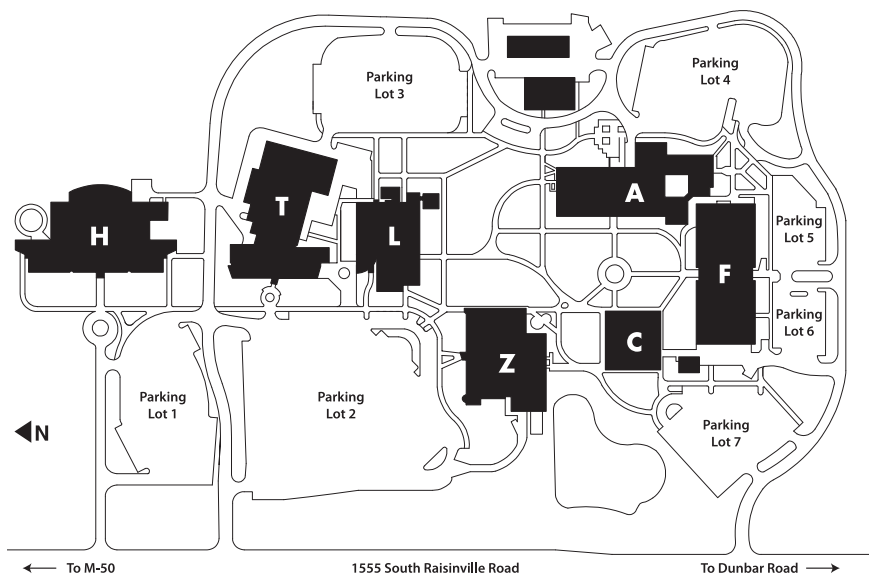 Parking
Lot 3
Parking
Lot 4
T
A
H
L
Parking
Lot 5
F
Z
C
Parking
Lot 6
Parking
Lot 1
Parking
Lot 2
Parking
Lot 7
N
To M-50
1555 South Raisinville Road
To Dunbar Road